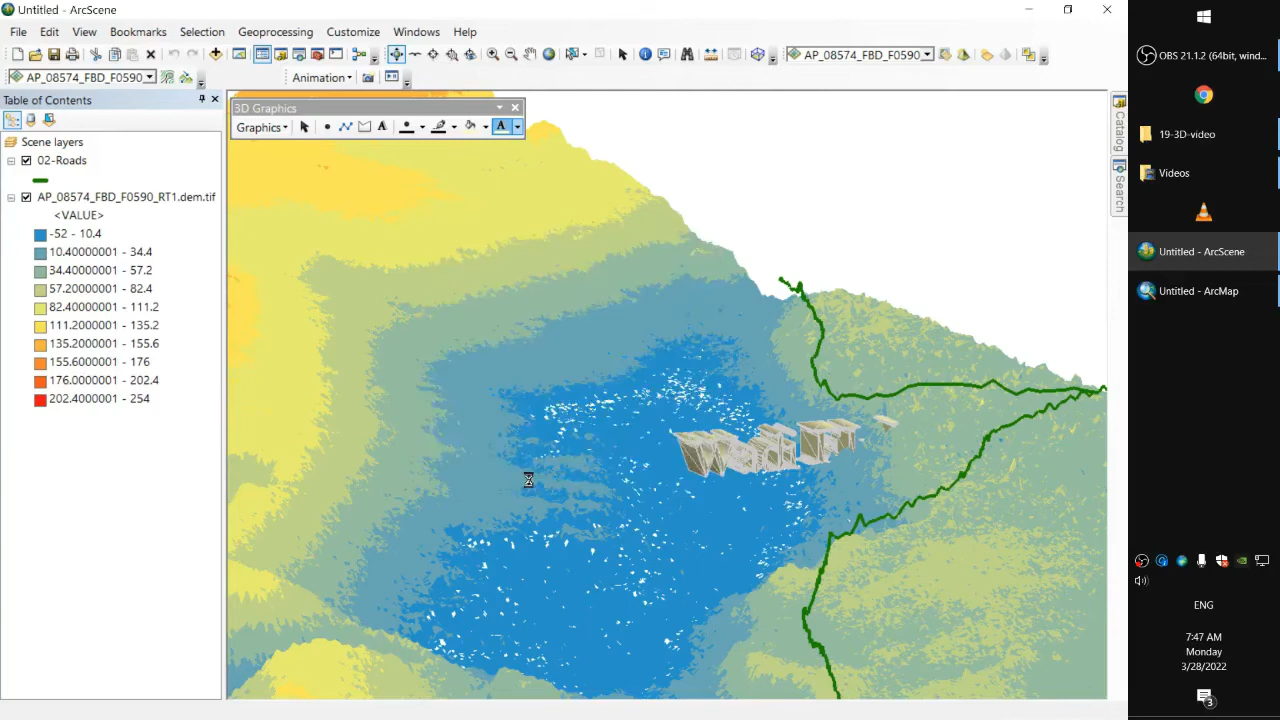 Untitled - ArcScene
File Edit View Bookmarks Selection Geoprocessing Customize Windows Help
AP_08574_FBD_F0590
AP_08574_FBD_F0590
Animation
Table of Contents
Scene layers
02-Roads
AP_08574_FBD_F0590_RT1.dem.tif
<VALUE>
-52 - 10.4
10.40000001 - 34.4
34.40000001 - 57.2
57.20000001 - 82.4
82.40000001 - 111.2
111.2000001 - 135.2
135.2000001 - 155.6
155.6000001 - 176
176.0000001 - 202.4
202.4000001 - 254
3D Graphics
Graphics
A
A
Catalog
Search
OBS 21.1.2 (64bit, wind...
19-3D-video
Videos
Untitled - ArcScene
Untitled - ArcMap
ENG
7:47 AM
Monday
3/28/2022
3